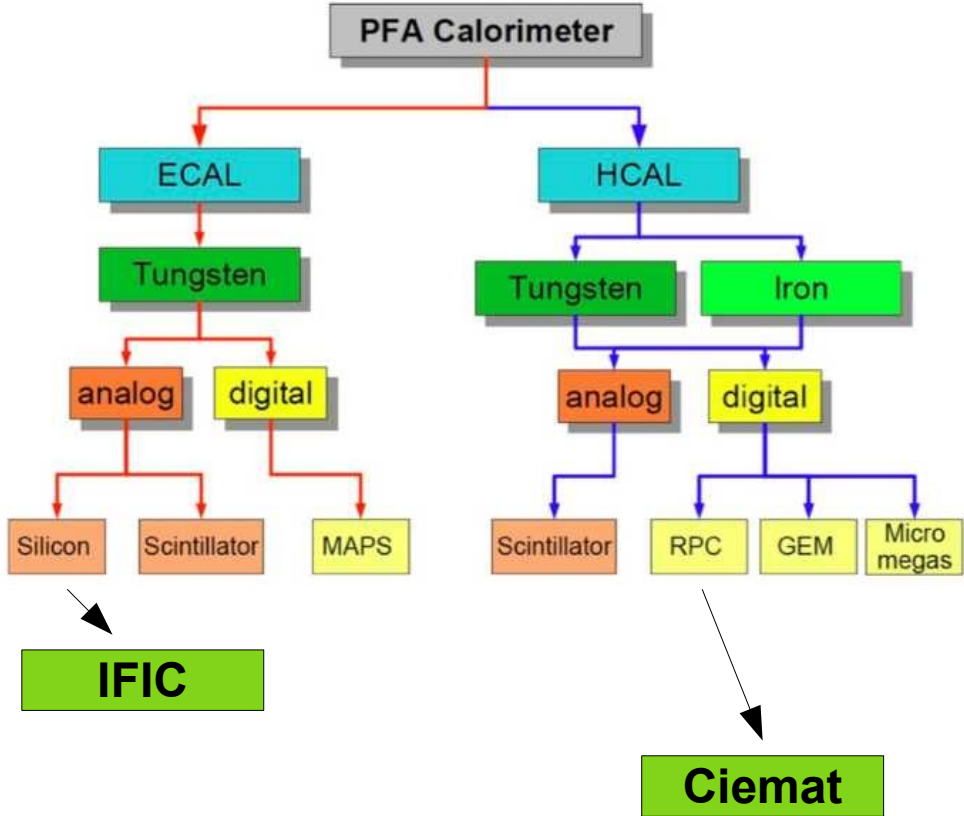 PFA Calorimeter
ECAL
HCAL
Tungsten
Tungsten
Iron
analog
digital
analog
digital
Silicon
Scintillator
MAPS
Scintillator
RPC
GEM
Micro
megas
IFIC
Ciemat